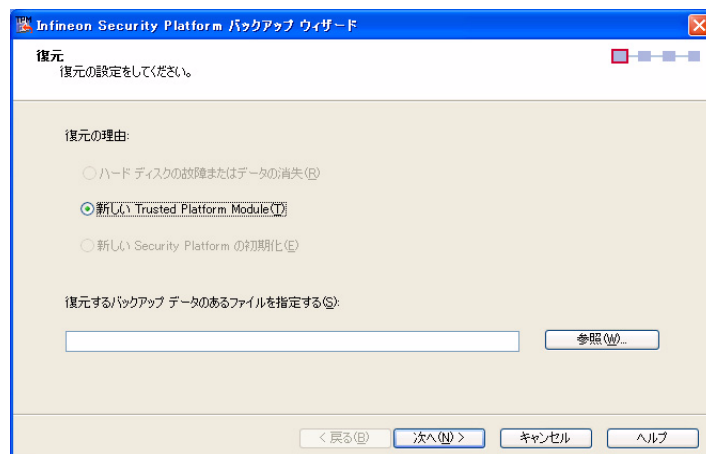 Infineon Security Platform バックアップ ウィザード
復元
復元の設定をしてください。
復元の理由:
ハード ディスクの故障またはデータの消失(R)
新しい Trusted Platform Module(T)
新しい Security Platform の初期化(E)
復元するバックアップ データのあるファイルを指定する(S):
参照(W)...
< 戻る(B) 次へ(N) > キャンセル ヘルプ